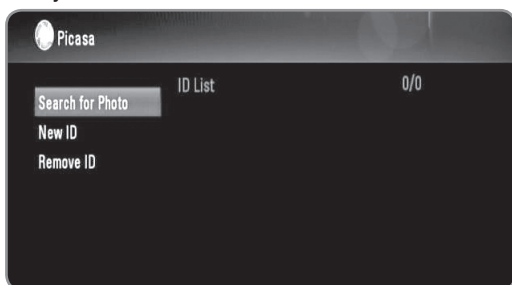 Picasa
ID List 0/0
Search for Photo
New ID
Remove ID